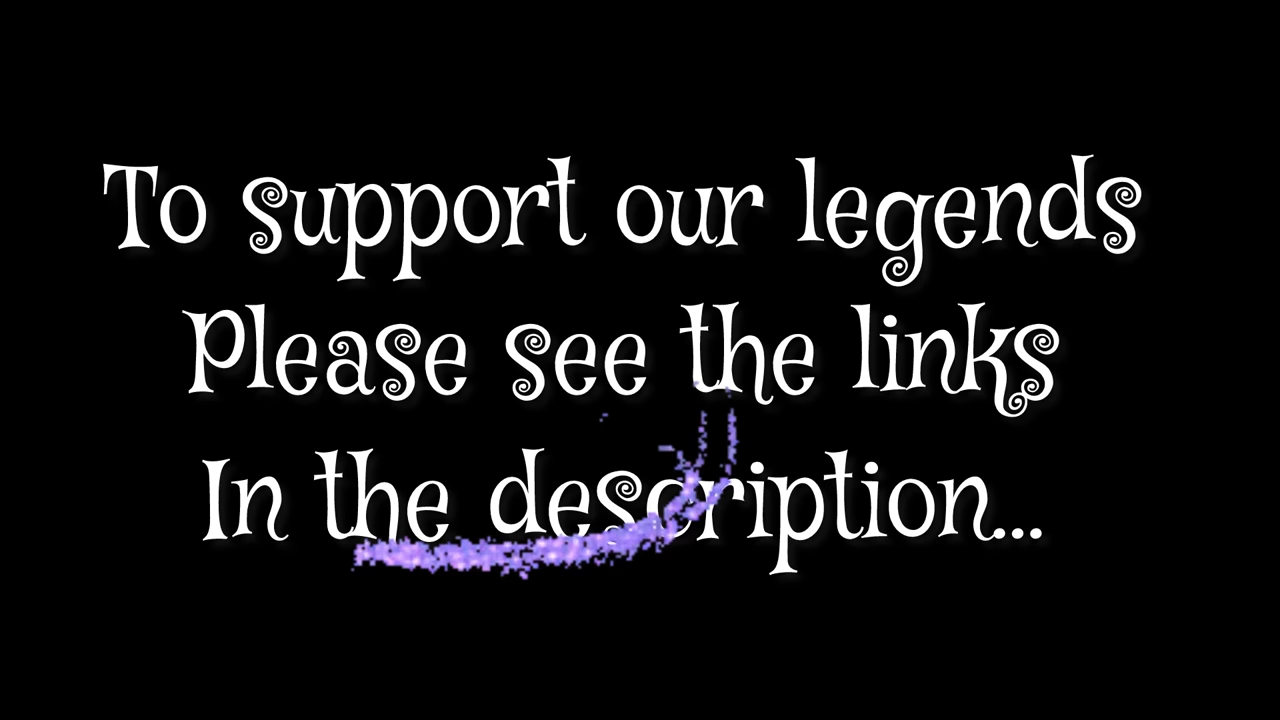 To support our legends
Please see the links
In the description...